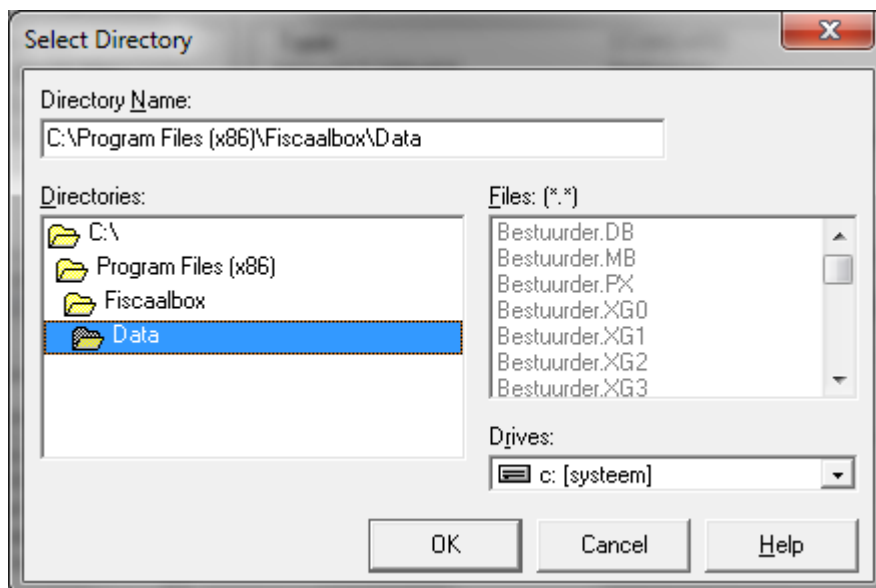 Select Directory
Directory Name:
C:\Program Files (x86)\Fiscaalbox\Data
Directories:
C:\
Program Files (x86)
Fiscaalbox
Data
Files: (*.*)
Bestuurder.DB
Bestuurder.MB
Bestuurder.PX
Bestuurder.XG0
Bestuurder.XG1
Bestuurder.XG2
Bestuurder.XG3
Drives:
c: [systeem]
OK
Cancel
Help